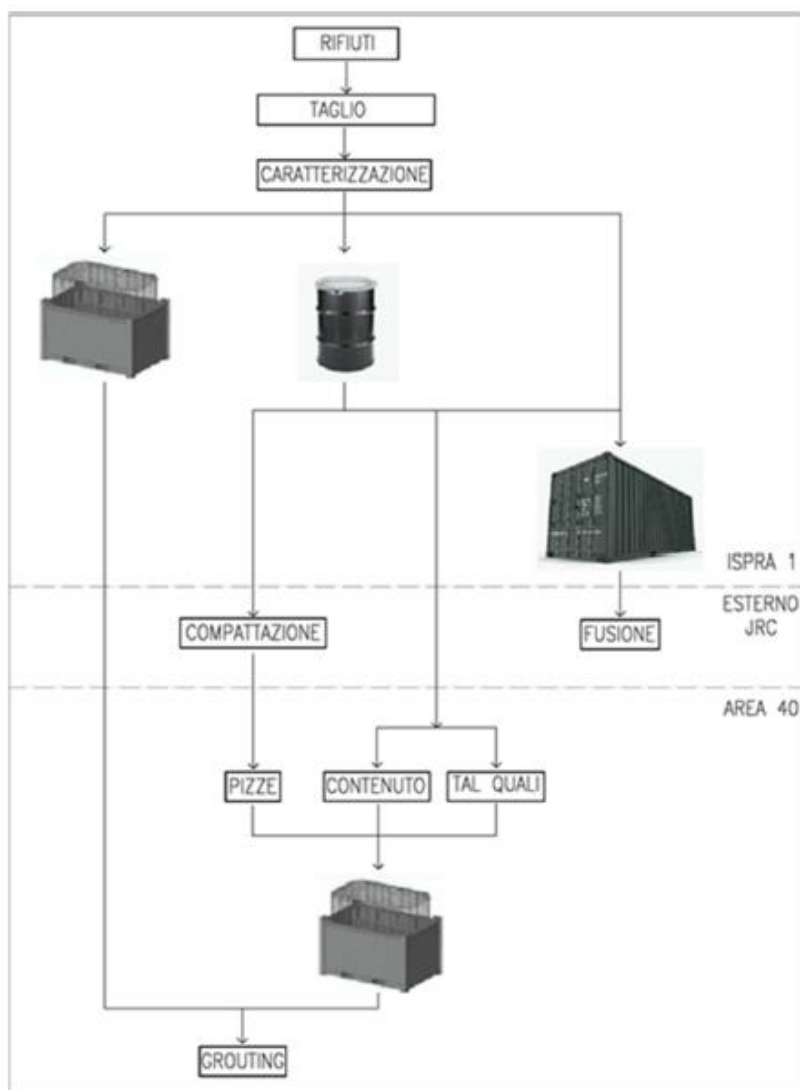 RIFIUTI
TAGLIO
CARATTERIZZAZIONE
ISPRA 1
ESTERNO
JRC
COMPATTAZIONE
FUSIONE
AREA 40
PIZZE
CONTENUTO
TAL QUALI
GROUTING